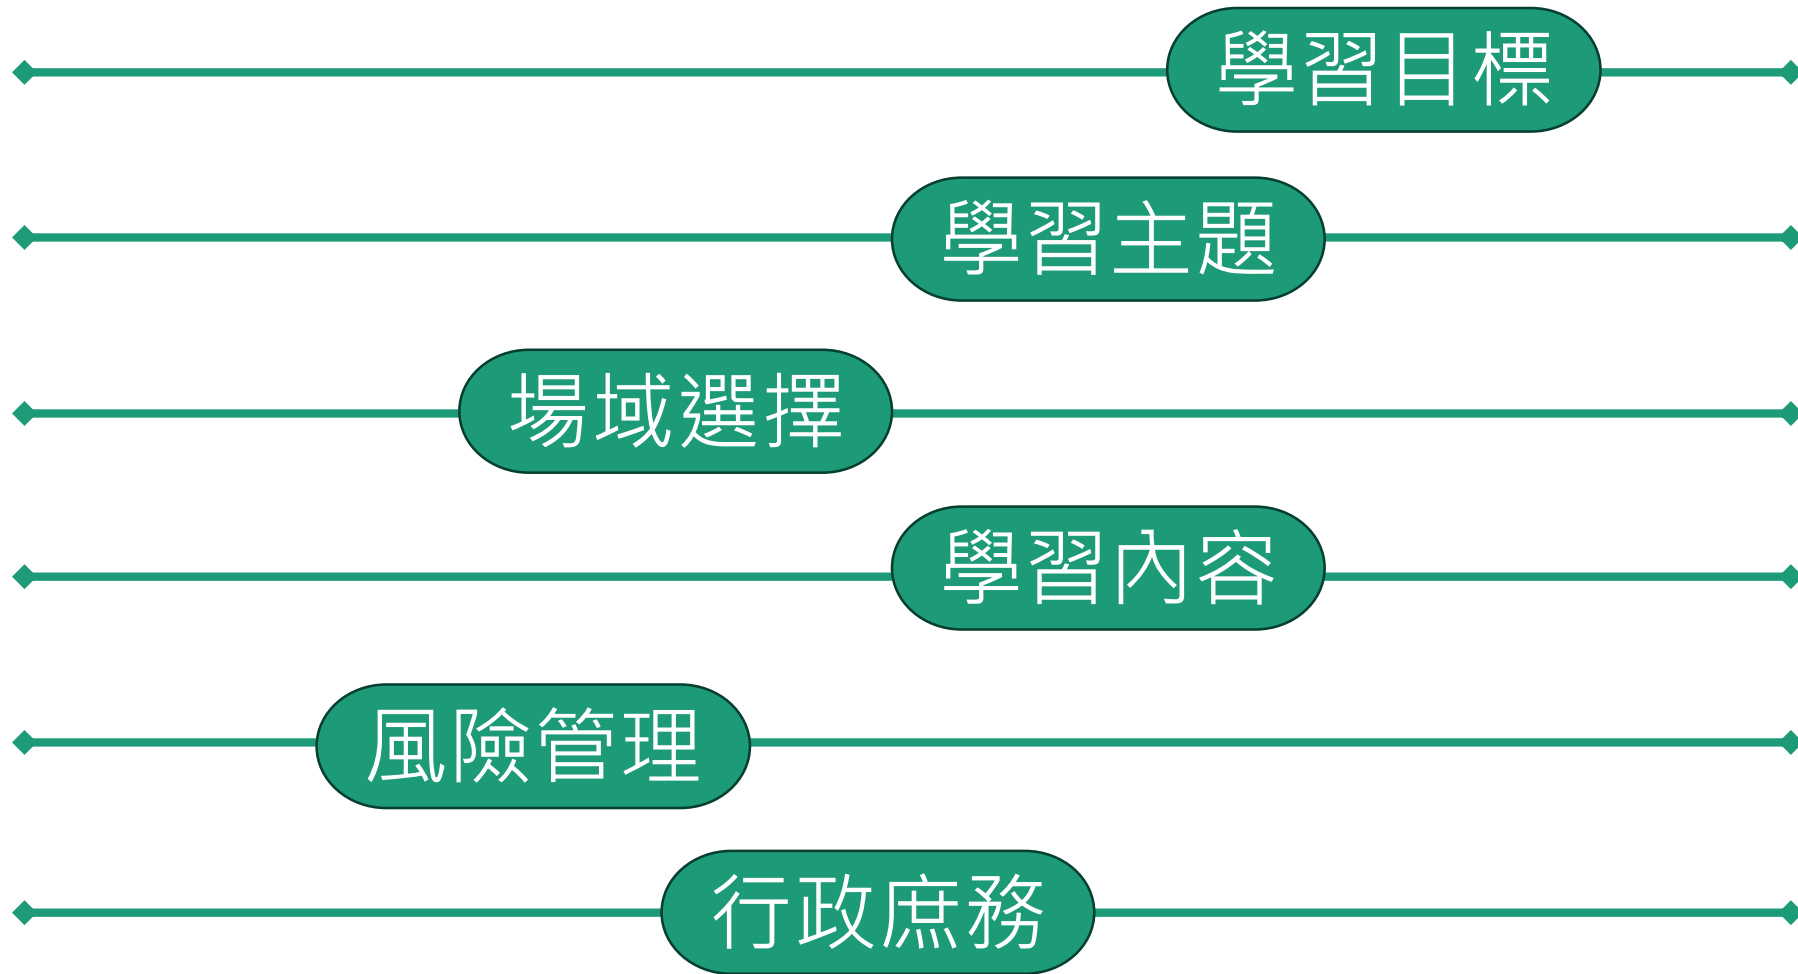 學習目標
學習主題
場域選擇
學習內容
風險管理
行政庶務